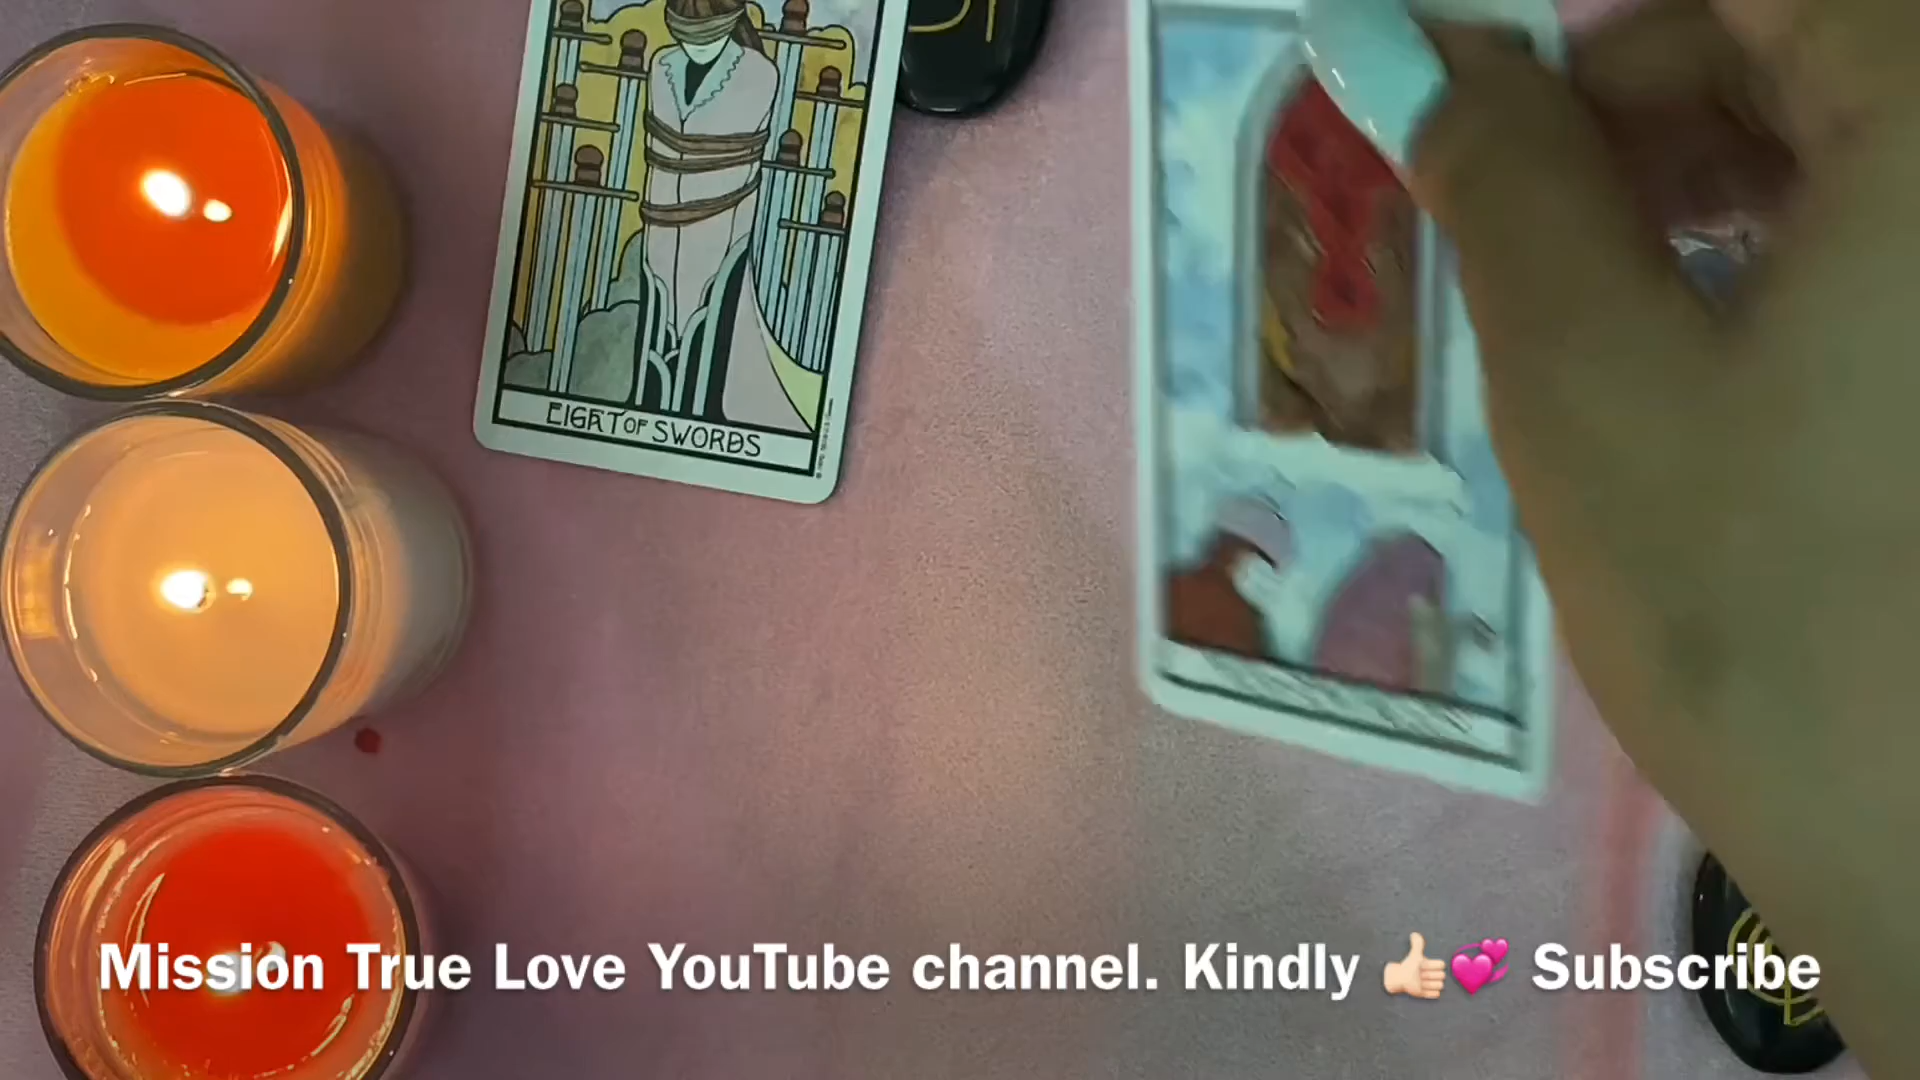 EIGHT OF SWORDS
Mission True Love YouTube channel. Kindly 👍🏻💞 Subscribe